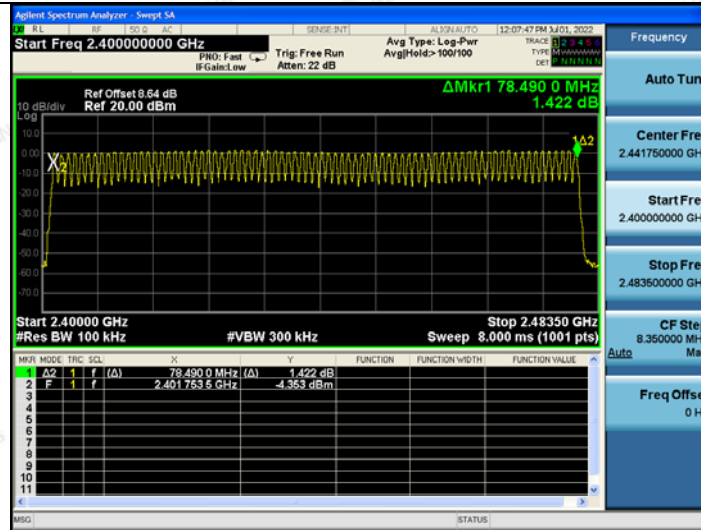 Agilent Spectrum Analyzer - Swept SA
RL RF 50 Ω AC SENSE:INT ALIGNAUTO 12:07:47 PM Jul 01, 2022
Start Freq 2.400000000 GHz
PNO: Fast
IFGain:Low
Trig: Free Run
Atten: 22 dB
Avg Type: Log-Pwr
Avg|Hold:>100/100
TRACE 1 2 3 4 5 6
TYPE M
DET P N N N N N
Ref Offset 8.64 dB
10 dB/div Ref 20.00 dBm
Log
ΔMkr1 78.490 0 MHz
1.422 dB
10.0
0.00
-10.0
-20.0
-30.0
-40.0
-50.0
-60.0
-70.0
1Δ2
2
Start 2.40000 GHz
#Res BW 100 kHz
#VBW 300 kHz
Stop 2.48350 GHz
Sweep 8.000 ms (1001 pts)
MKR MODE TRC SCL X Y FUNCTION FUNCTION WIDTH FUNCTION VALUE
1 Δ2 1 f (Δ) 78.490 0 MHz (Δ) 1.422 dB
2 F 1 f 2.401 753 5 GHz -4.353 dBm
3
4
5
6
7
8
9
10
11
MSG STATUS
Frequency
Auto Tun
Center Fre
2.441750000 GH
Start Fre
2.400000000 GH
Stop Fre
2.483500000 GH
CF Ste
8.350000 MH
Auto Ma
Freq Offse
0 H